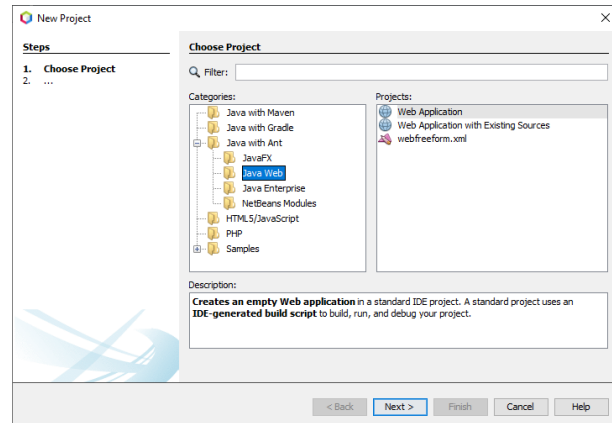 New Project
Steps
1. Choose Project
2. ...
Choose Project
Filter:
Categories:
Java with Maven
Java with Gradle
Java with Ant
JavaFX
Java Web
Java Enterprise
NetBeans Modules
HTML5/JavaScript
PHP
Samples
Projects:
Web Application
Web Application with Existing Sources
webfreeform.xml
Description:
Creates an empty Web application in a standard IDE project. A standard project uses an
IDE-generated build script to build, run, and debug your project.
< Back
Next >
Finish
Cancel
Help